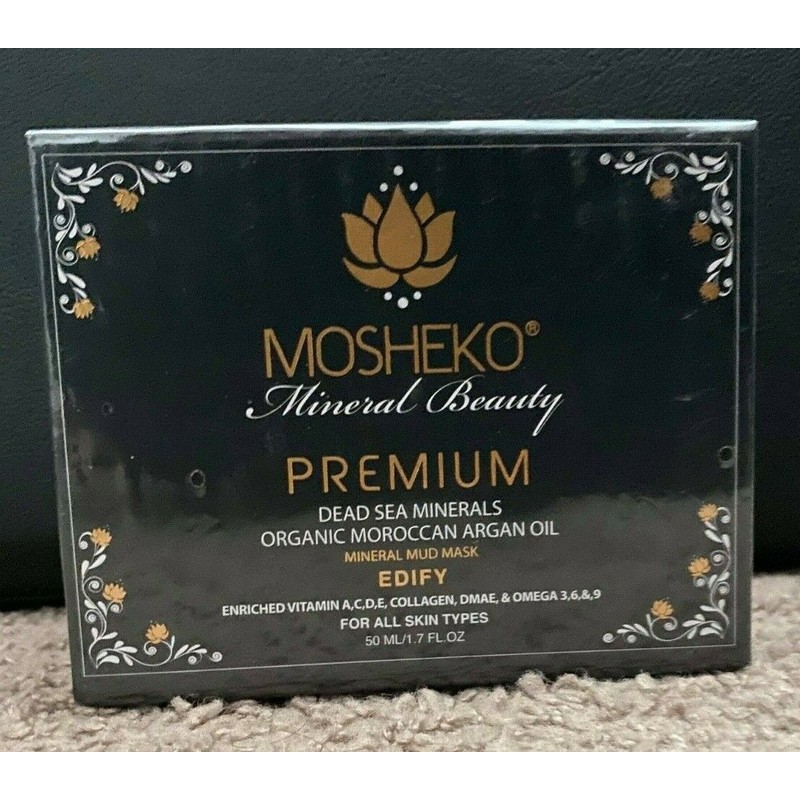 MOSHEKO®
Mineral Beauty
PREMIUM
DEAD SEA MINERALS
ORGANIC MOROCCAN ARGAN OIL
MINERAL MUD MASK
EDIFY
ENRICHED VITAMIN A,C,D,E, COLLAGEN, DMAE, & OMEGA 3,6,&,9
FOR ALL SKIN TYPES
50 ML/1.7 FL.OZ